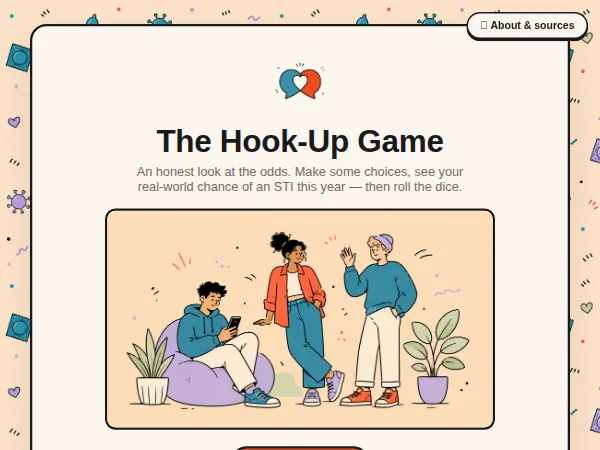 About & sources
The Hook-Up Game
An honest look at the odds. Make some choices, see your
real-world chance of an STI this year — then roll the dice.